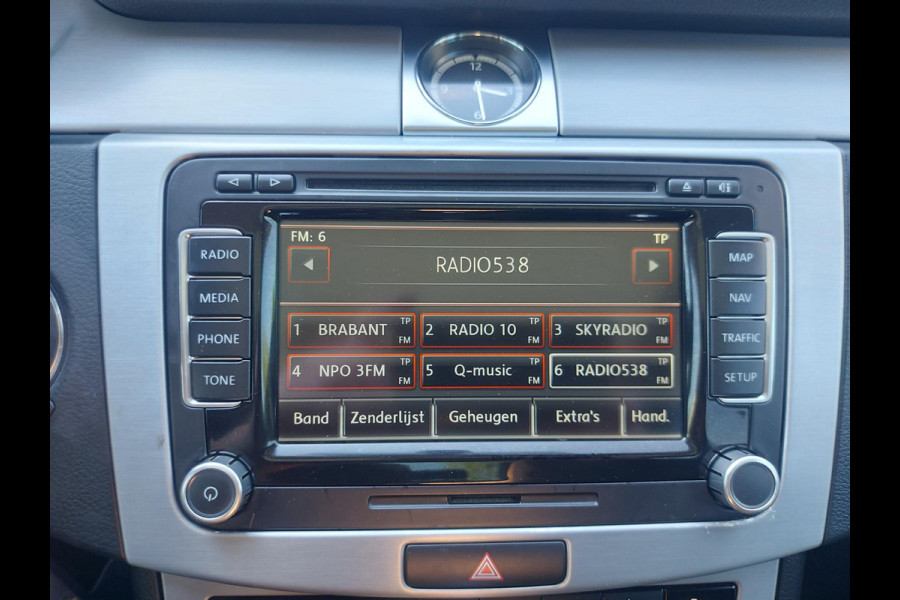 12
6
FM: 6
TP
RADIO538
1 BRABANT TP FM
2 RADIO 10 TP FM
3 SKYRADIO TP FM
4 NPO 3FM TP FM
5 Q-music TP FM
6 RADIO538 TP FM
Band
Zenderlijst
Geheugen
Extra's
Hand.
RADIO
MEDIA
PHONE
TONE
MAP
NAV
TRAFFIC
SETUP